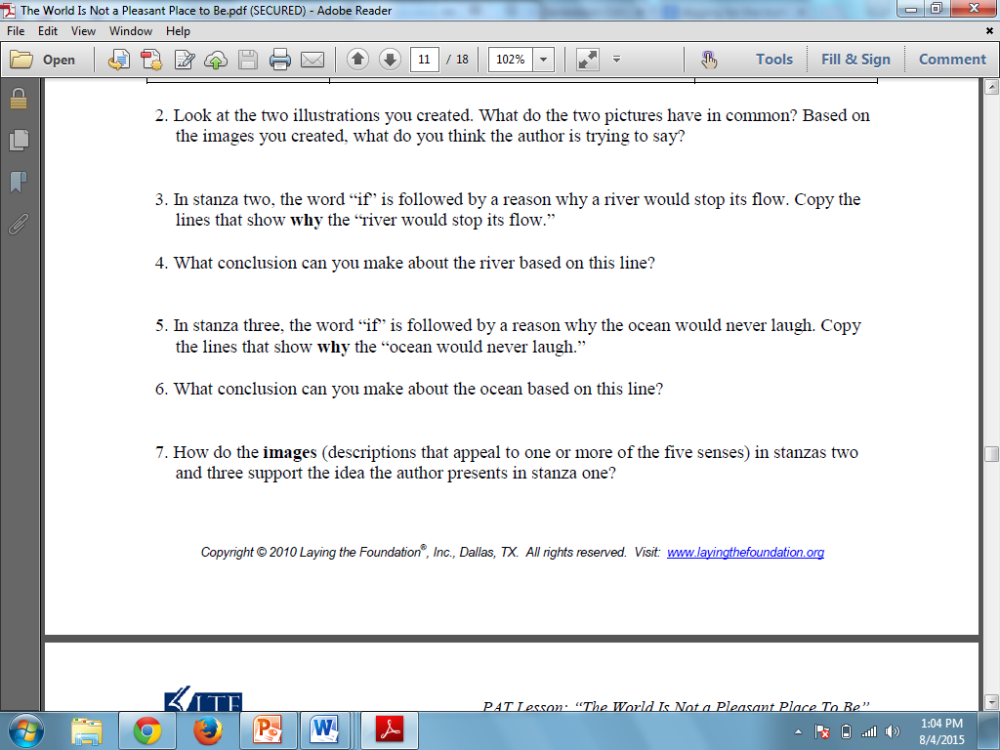 The World Is Not a Pleasant Place to Be.pdf (SECURED) - Adobe Reader
File Edit View Window Help
Open 11 / 18 102% Tools Fill & Sign Comment
2. Look at the two illustrations you created. What do the two pictures have in common? Based on
the images you created, what do you think the author is trying to say?
3. In stanza two, the word “if” is followed by a reason why a river would stop its flow. Copy the
lines that show why the “river would stop its flow.”
4. What conclusion can you make about the river based on this line?
5. In stanza three, the word “if” is followed by a reason why the ocean would never laugh. Copy
the lines that show why the “ocean would never laugh.”
6. What conclusion can you make about the ocean based on this line?
7. How do the images (descriptions that appeal to one or more of the five senses) in stanzas two
and three support the idea the author presents in stanza one?
Copyright © 2010 Laying the Foundation®, Inc., Dallas, TX. All rights reserved. Visit: www.layingthefoundation.org
LTF PAT Lesson: “The World Is Not a Pleasant Place To Be”
1:04 PM
8/4/2015